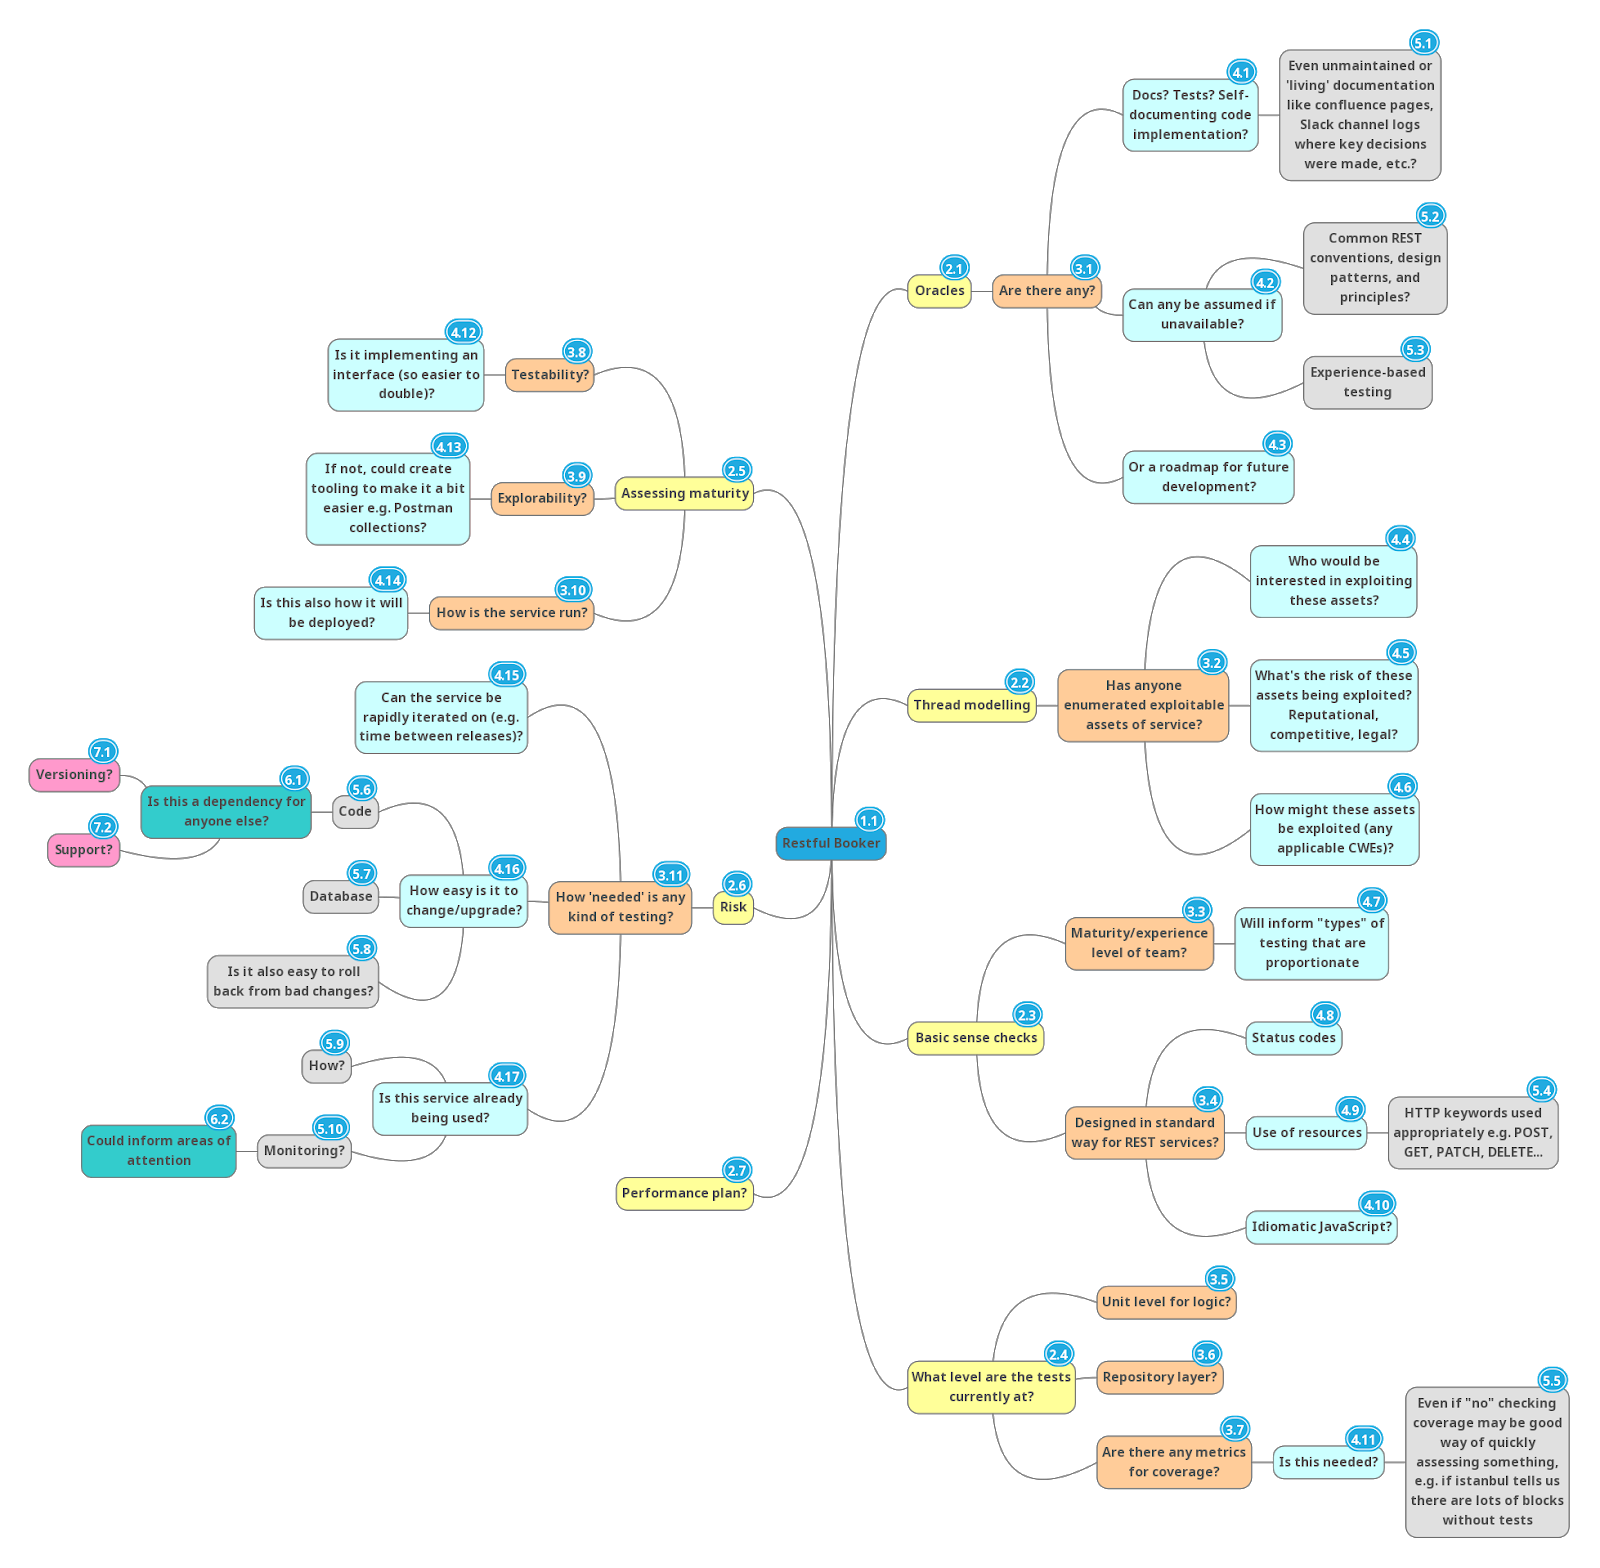 1.1
Restful Booker
2.1
Oracles
3.1
Are there any?
4.1
Docs? Tests? Self-
documenting code
implementation?
5.1
Even unmaintained or
'living' documentation
like confluence pages,
Slack channel logs
where key decisions
were made, etc.?
4.2
Can any be assumed if
unavailable?
5.2
Common REST
conventions, design
patterns, and
principles?
5.3
Experience-based
testing
4.3
Or a roadmap for future
development?
2.2
Thread modelling
3.2
Has anyone
enumerated exploitable
assets of service?
4.4
Who would be
interested in exploiting
these assets?
4.5
What's the risk of these
assets being exploited?
Reputational,
competitive, legal?
4.6
How might these assets
be exploited (any
applicable CWEs)?
2.3
Basic sense checks
3.3
Maturity/experience
level of team?
4.7
Will inform "types" of
testing that are
proportionate
3.4
Designed in standard
way for REST services?
4.8
Status codes
4.9
Use of resources
5.4
HTTP keywords used
appropriately e.g. POST,
GET, PATCH, DELETE...
4.10
Idiomatic JavaScript?
2.4
What level are the tests
currently at?
3.5
Unit level for logic?
3.6
Repository layer?
3.7
Are there any metrics
for coverage?
4.11
Is this needed?
5.5
Even if "no" checking
coverage may be good
way of quickly
assessing something,
e.g. if istanbul tells us
there are lots of blocks
without tests
2.5
Assessing maturity
3.8
Testability?
4.12
Is it implementing an
interface (so easier to
double)?
3.9
Explorability?
4.13
If not, could create
tooling to make it a bit
easier e.g. Postman
collections?
3.10
How is the service run?
4.14
Is this also how it will
be deployed?
2.6
Risk
3.11
How 'needed' is any
kind of testing?
4.15
Can the service be
rapidly iterated on (e.g.
time between releases)?
4.16
How easy is it to
change/upgrade?
5.6
Code
6.1
Is this a dependency for
anyone else?
7.1
Versioning?
7.2
Support?
5.7
Database
5.8
Is it also easy to roll
back from bad changes?
4.17
Is this service already
being used?
5.9
How?
5.10
Monitoring?
6.2
Could inform areas of
attention
2.7
Performance plan?